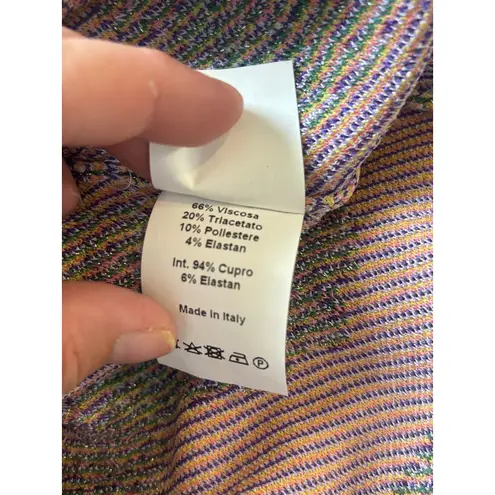 66% Viscosa
20% Triacetato
10% Poliestere
4% Elastan
Int. 94% Cupro
6% Elastan
Made in Italy
P